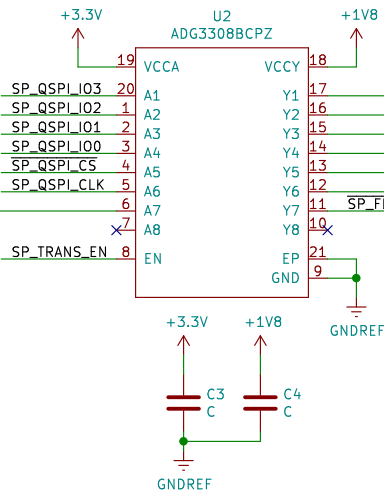 +3.3V U2 +1V8
ADG3308BCPZ
19 VCCA VCCY 18
SP_QSPI_IO3 20 A1 Y1 17
SP_QSPI_IO2 1 A2 Y2 16
SP_QSPI_IO1 2 A3 Y3 15
SP_QSPI_IO0 3 A4 Y4 14
SP_QSPI_CS 4 A5 Y5 13
SP_QSPI_CLK 5 A6 Y6 12
6 A7 Y7 11 SP_F
7 A8 Y8 10
SP_TRANS_EN 8 EN EP 21
GND 9
GNDREF
+3.3V +1V8
C3 C4
C C
GNDREF